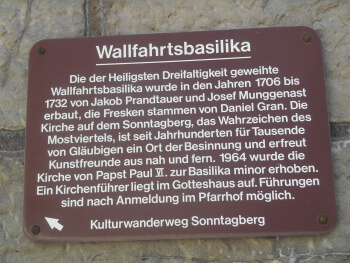 Wallfahrtsbasilika
Die der Heiligsten Dreifaltigkeit geweihte
Wallfahrtsbasilika wurde in den Jahren 1706 bis
1732 von Jakob Prandtauer und Josef Munggenast
erbaut, die Fresken stammen von Daniel Gran. Die
Kirche auf dem Sonntagberg, das Wahrzeichen des
Mostviertels, ist seit Jahrhunderten für Tausende
von Gläubigen ein Ort der Besinnung und erfreut
Kunstfreunde aus nah und fern. 1964 wurde die
Kirche von Papst Paul VI. zur Basilika minor erhoben.
Ein Kirchenführer liegt im Gotteshaus auf. Führungen
sind nach Anmeldung im Pfarrhof möglich.
Kulturwanderweg Sonntagberg